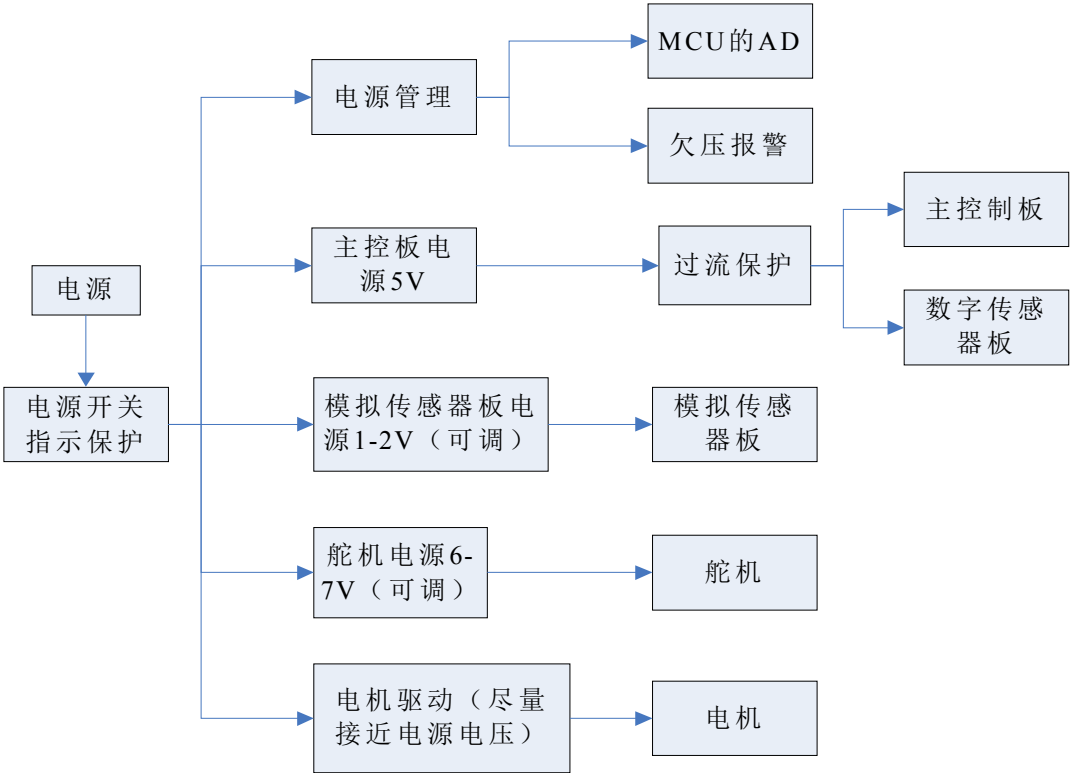 MCU的AD
电源管理
欠压报警
主控制板
主控板电
源5V
过流保护
电源
数字传感
器板
电源开关
指示保护
模拟传感器板电
源1-2V（可调）
模拟传感
器板
舵机电源6-
7V（可调）
舵机
电机驱动（尽量
接近电源电压）
电机